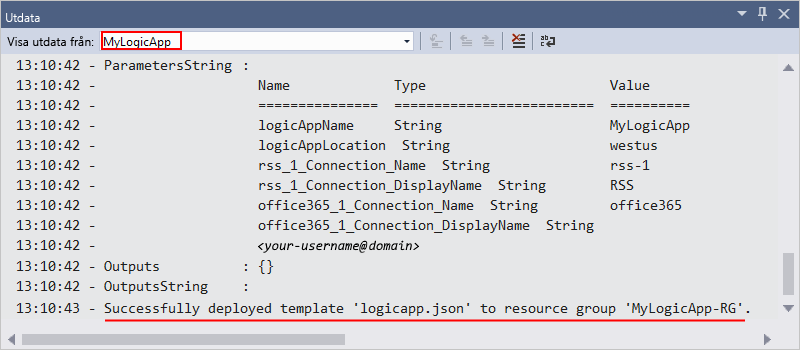 Utdata
Visa utdata från: MyLogicApp
13:10:42 - ParametersString :
13:10:42 - Name Type Value
13:10:42 - =============== ========================= ==========
13:10:42 - logicAppName String MyLogicApp
13:10:42 - logicAppLocation String westus
13:10:42 - rss_1_Connection_Name String rss-1
13:10:42 - rss_1_Connection_DisplayName String RSS
13:10:42 - office365_1_Connection_Name String office365
13:10:42 - office365_1_Connection_DisplayName String
13:10:42 - <your-username@domain>
13:10:42 - Outputs : {}
13:10:42 - OutputsString :
13:10:43 - Successfully deployed template 'logicapp.json' to resource group 'MyLogicApp-RG'.